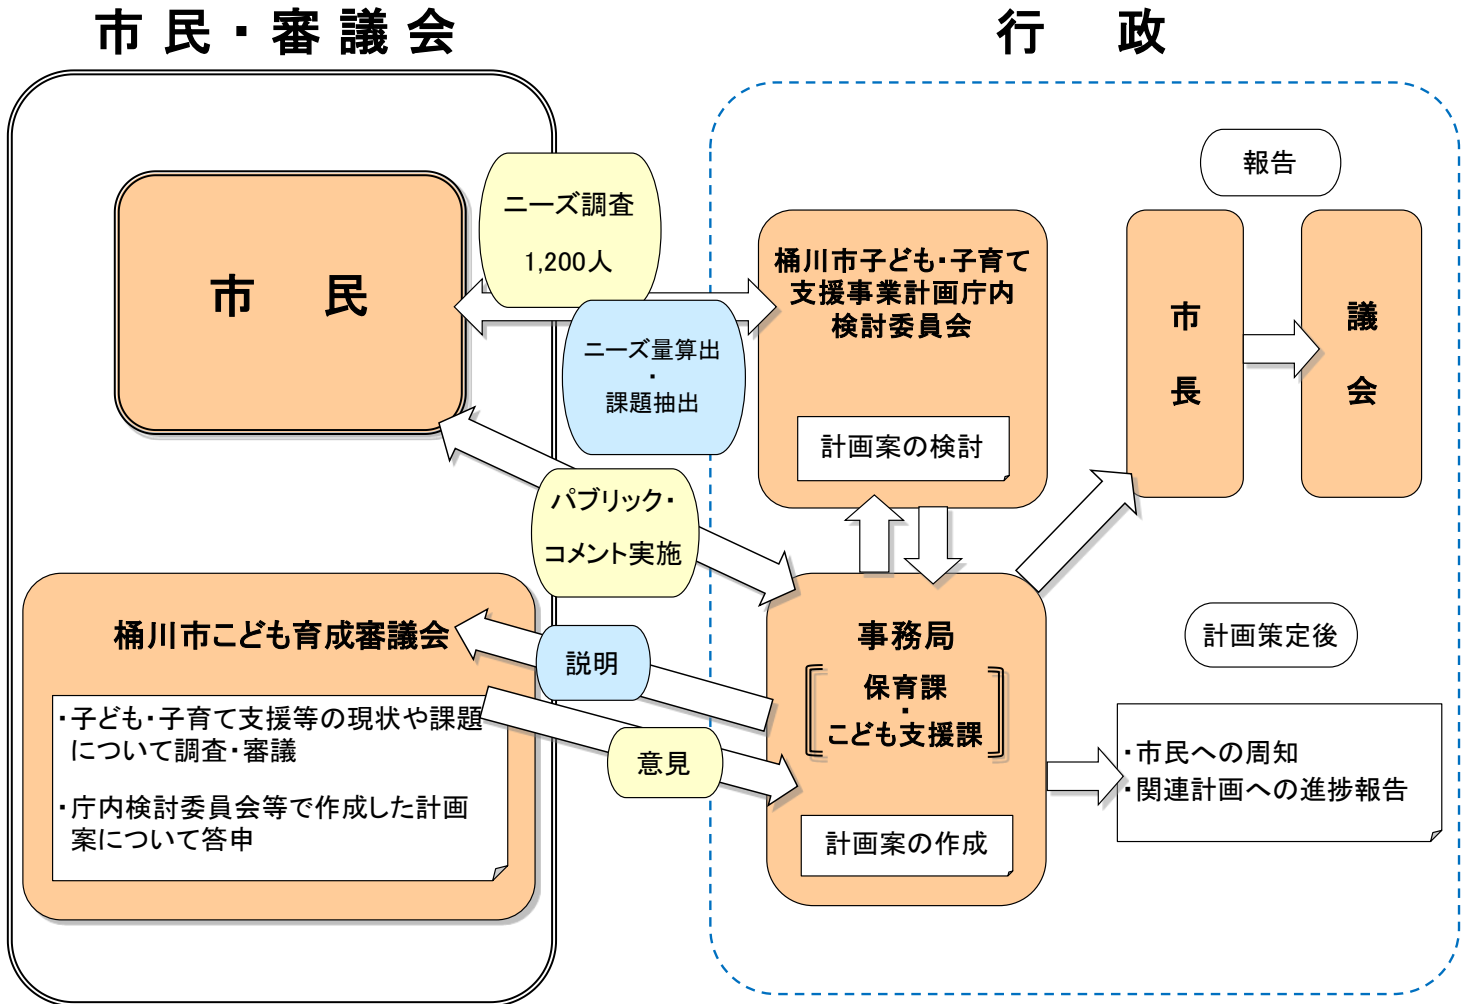 市民・審議会
行　政
市　民
ニーズ調査
1,200人
ニーズ量算出
・
課題抽出
桶川市子ども・子育て
支援事業計画庁内
検討委員会
計画案の検討
報告
市
長
議
会
パブリック・
コメント実施
桶川市こども育成審議会
・子ども・子育て支援等の現状や課題
について調査・審議
・庁内検討委員会等で作成した計画
案について答申
説明
意見
事務局
保育課
・
こども支援課
計画案の作成
計画策定後
・市民への周知
・関連計画への進捗報告